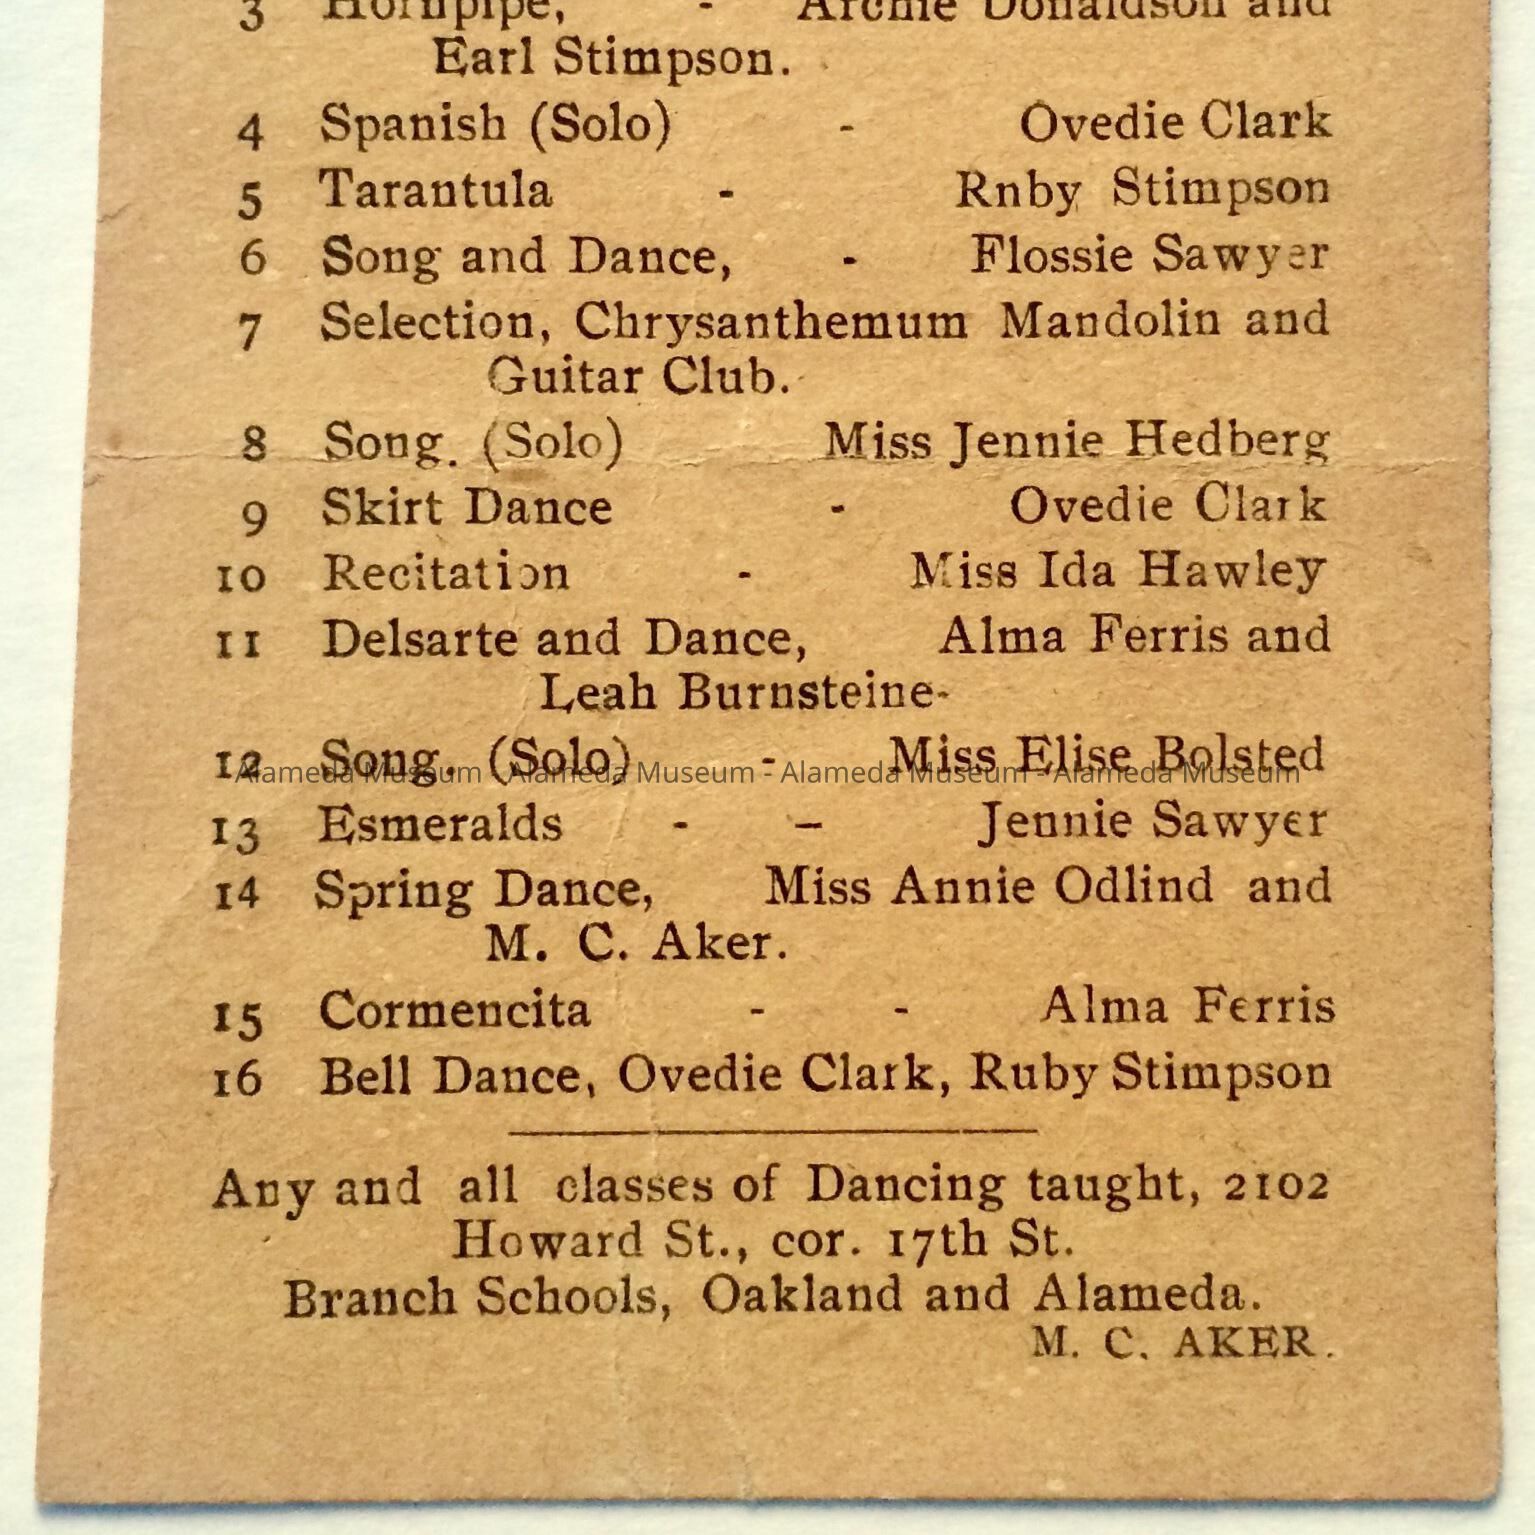 3 Hornpipe, - Archie Donaldson and
Earl Stimpson.
4 Spanish (Solo) - Ovedie Clark
5 Tarantula - Rnby Stimpson
6 Song and Dance, - Flossie Sawyer
7 Selection, Chrysanthemum Mandolin and
Guitar Club.
8 Song. (Solo) Miss Jennie Hedberg
9 Skirt Dance - Ovedie Clark
10 Recitation - Miss Ida Hawley
11 Delsarte and Dance, Alma Ferris and
Leah Burnsteine-
12 Song. (Solo) - Miss Elise Bolsted
Alameda Museum - Alameda Museum - Alameda Museum - Alameda Museum
13 Esmeralds - – Jennie Sawyer
14 Spring Dance, Miss Annie Odlind and
M. C. Aker.
15 Cormencita - - Alma Ferris
16 Bell Dance, Ovedie Clark, Ruby Stimpson
Any and all classes of Dancing taught, 2102
Howard St., cor. 17th St.
Branch Schools, Oakland and Alameda.
M. C. AKER.